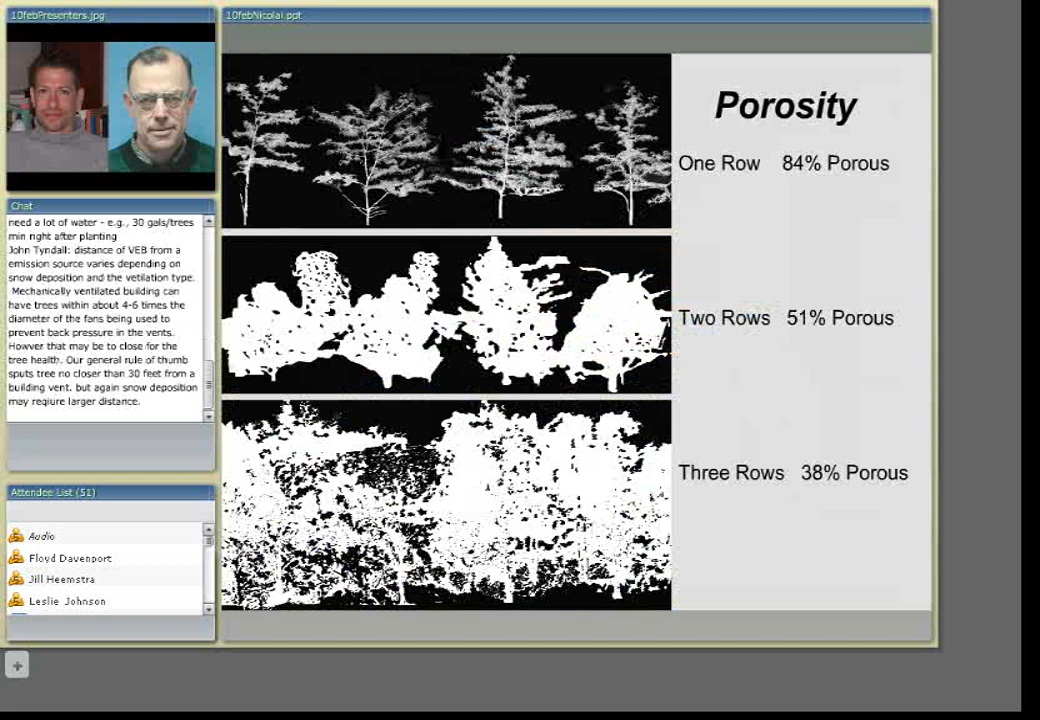 10febPresenters.jpg
10febNicolai.ppt
Porosity
One Row 84% Porous
Two Rows 51% Porous
Three Rows 38% Porous
Chat
need a lot of water - e.g., 30 gals/trees
min right after planting
John Tyndall: distance of VEB from a
emission source varies depending on
snow deposition and the vetilation type.
Mechanically ventilated building can
have trees within about 4-6 times the
diameter of the fans being used to
prevent back pressure in the vents.
Howver that may be to close for the
tree health. Our general rule of thumb
sputs tree no closer than 30 feet from a
building vent. but again snow deposition
may reqiure larger distance.
Attendee List (51)
Audio
Floyd Davenport
Jill Heemstra
Leslie Johnson